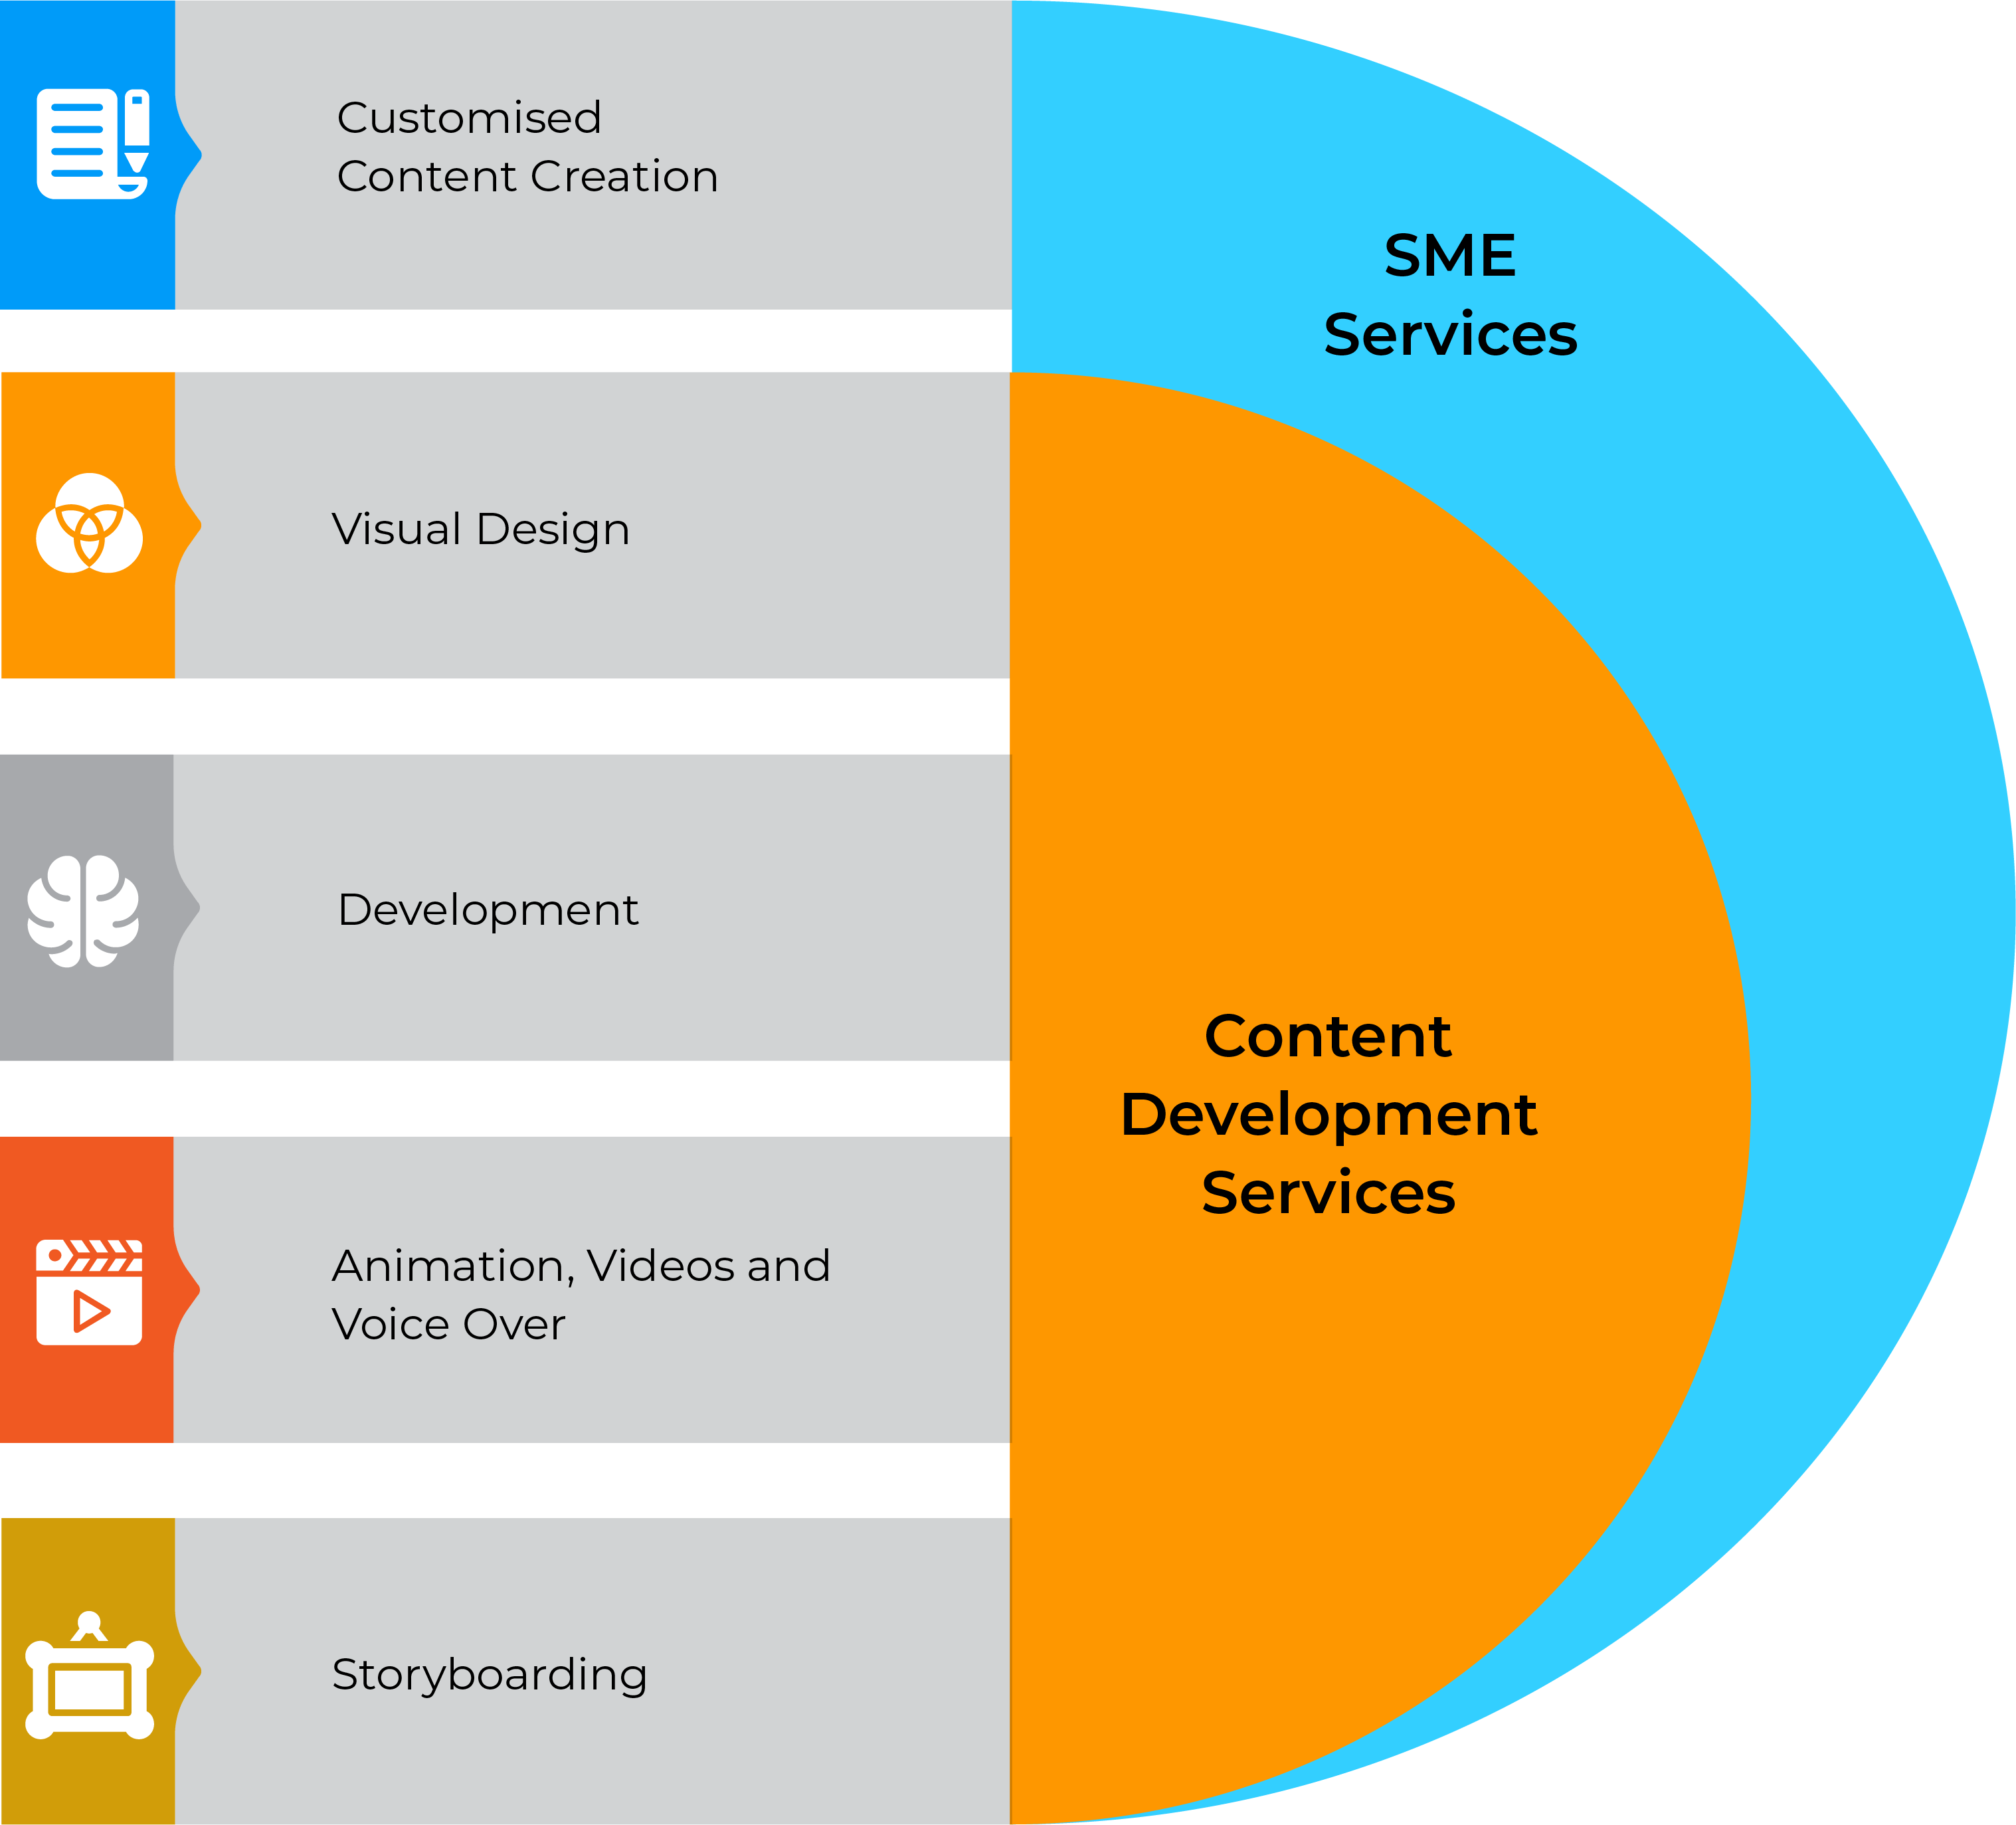 Customised
Content Creation
SME
Services
Visual Design
Development
Content
Development
Services
Animation, Videos and
Voice Over
Storyboarding